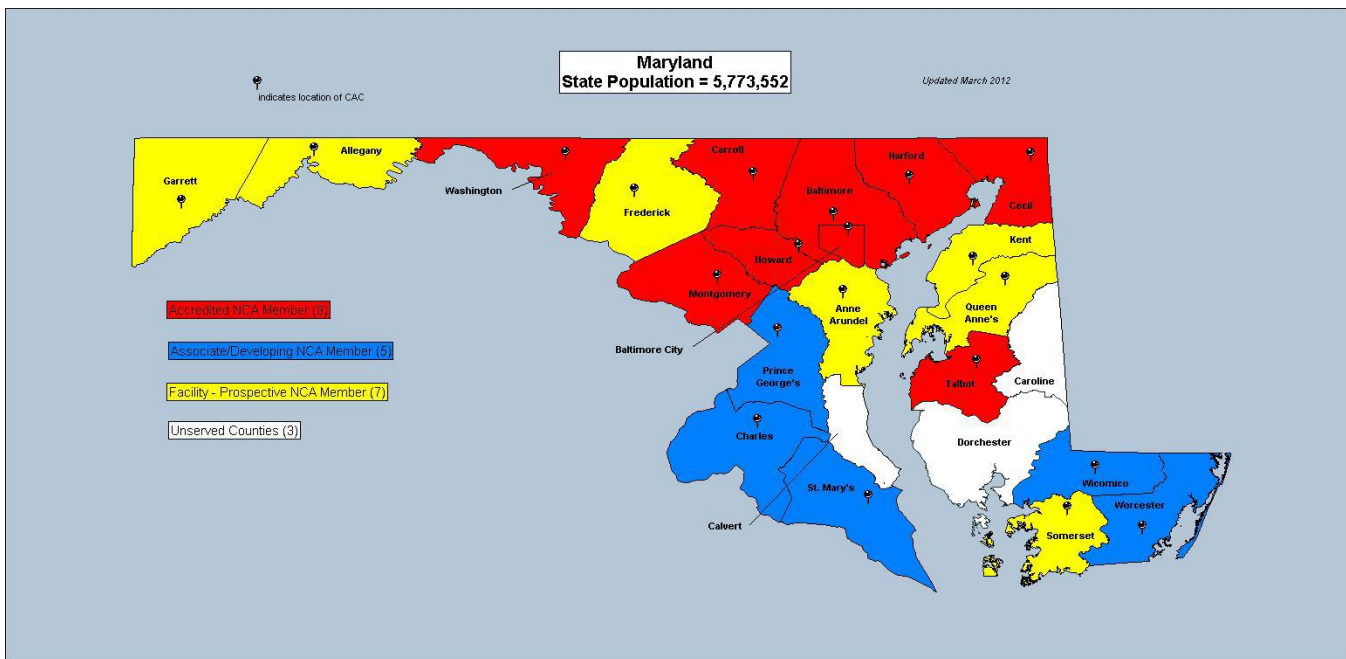 Maryland
State Population = 5,773,552
Updated March 2012
indicates location of CAC
Garrett
Allegany
Washington
Frederick
Carroll
Baltimore
Harford
Cecil
Kent
Howard
Montgomery
Anne
Arundel
Queen
Anne's
Accredited NCA Member (9)
Associate/Developing NCA Member (5)
Facility - Prospective NCA Member (7)
Unserved Counties (3)
Baltimore City
Prince
George's
Talbot
Caroline
Charles
Dorchester
St. Mary's
Calvert
Wicomico
Worcester
Somerset